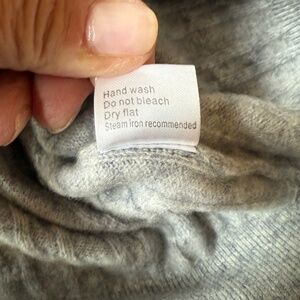 Hand wash
Do not bleach
Dry flat
Steam iron recommended